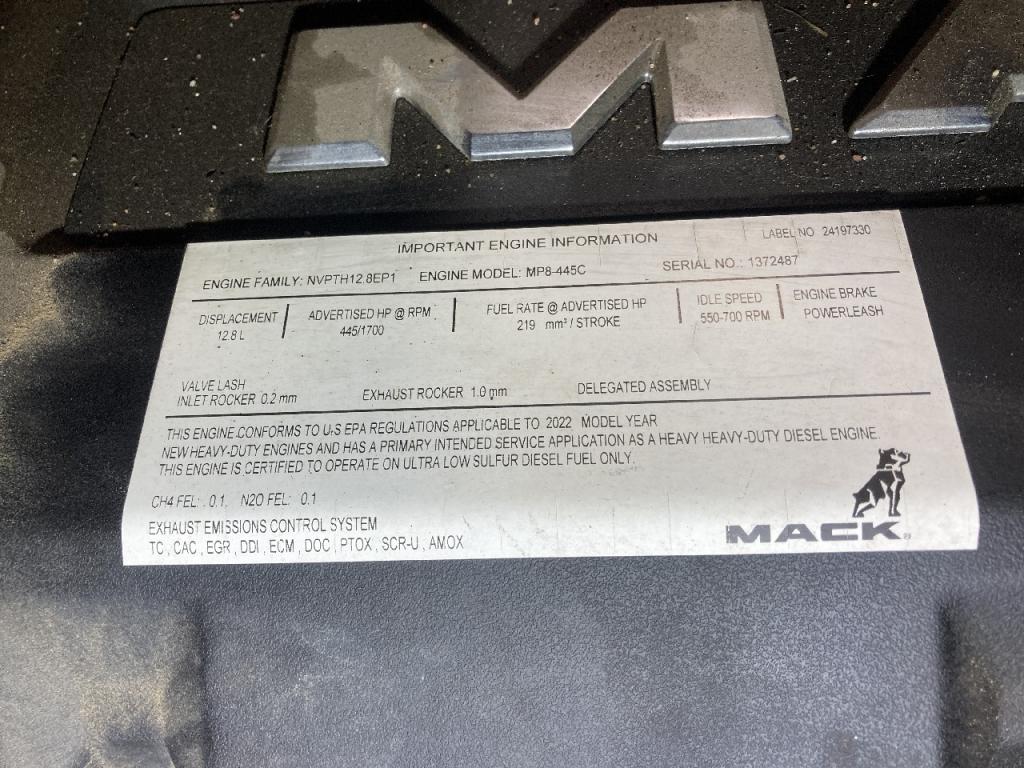 MA
IMPORTANT ENGINE INFORMATION
LABEL NO 24197330
ENGINE FAMILY: NVPTH12.8EP1 ENGINE MODEL: MP8-445C SERIAL NO.: 1372487
DISPLACEMENT
12.8 L
ADVERTISED HP @ RPM
445/1700
FUEL RATE @ ADVERTISED HP
219 mm³ / STROKE
IDLE SPEED
550-700 RPM
ENGINE BRAKE
POWERLEASH
VALVE LASH
INLET ROCKER 0.2 mm EXHAUST ROCKER 1.0 mm DELEGATED ASSEMBLY
THIS ENGINE CONFORMS TO U.S EPA REGULATIONS APPLICABLE TO 2022 MODEL YEAR
NEW HEAVY-DUTY ENGINES AND HAS A PRIMARY INTENDED SERVICE APPLICATION AS A HEAVY HEAVY-DUTY DIESEL ENGINE.
THIS ENGINE IS CERTIFIED TO OPERATE ON ULTRA LOW SULFUR DIESEL FUEL ONLY.
CH4 FEL: 0.1, N2O FEL: 0.1
EXHAUST EMISSIONS CONTROL SYSTEM
TC , CAC , EGR , DDI , ECM , DOC , PTOX , SCR-U , AMOX
MACK®